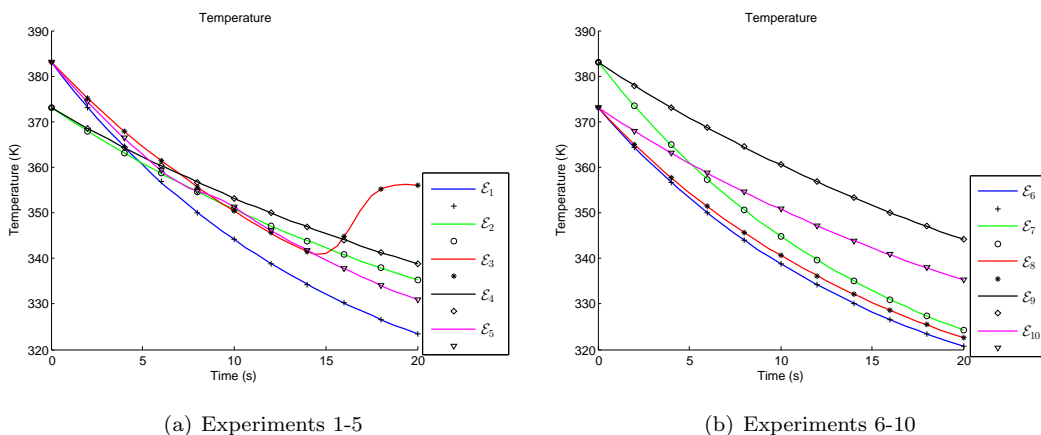 Temperature
390
380
370
360
350
340
330
320
0
5
10
15
20
Temperature (K)
Time (s)
ℰ1
ℰ2
ℰ3
ℰ4
ℰ5
(a) Experiments 1-5
Temperature
390
380
370
360
350
340
330
320
0
5
10
15
20
Temperature (K)
Time (s)
ℰ6
ℰ7
ℰ8
ℰ9
ℰ10
(b) Experiments 6-10